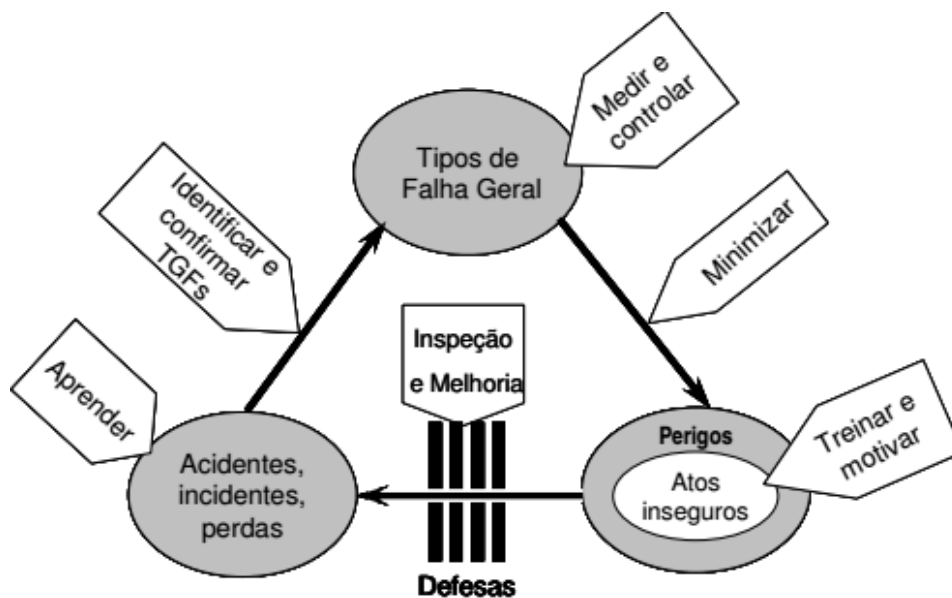 Medir e
controlar
Tipos de
Falha Geral
Identificar e
confirmar
TGFs
Minimizar
Inspeção
e Melhoria
Aprender
Acidentes,
incidentes,
perdas
Perigos
Atos
inseguros
Treinar e
motivar
Defesas